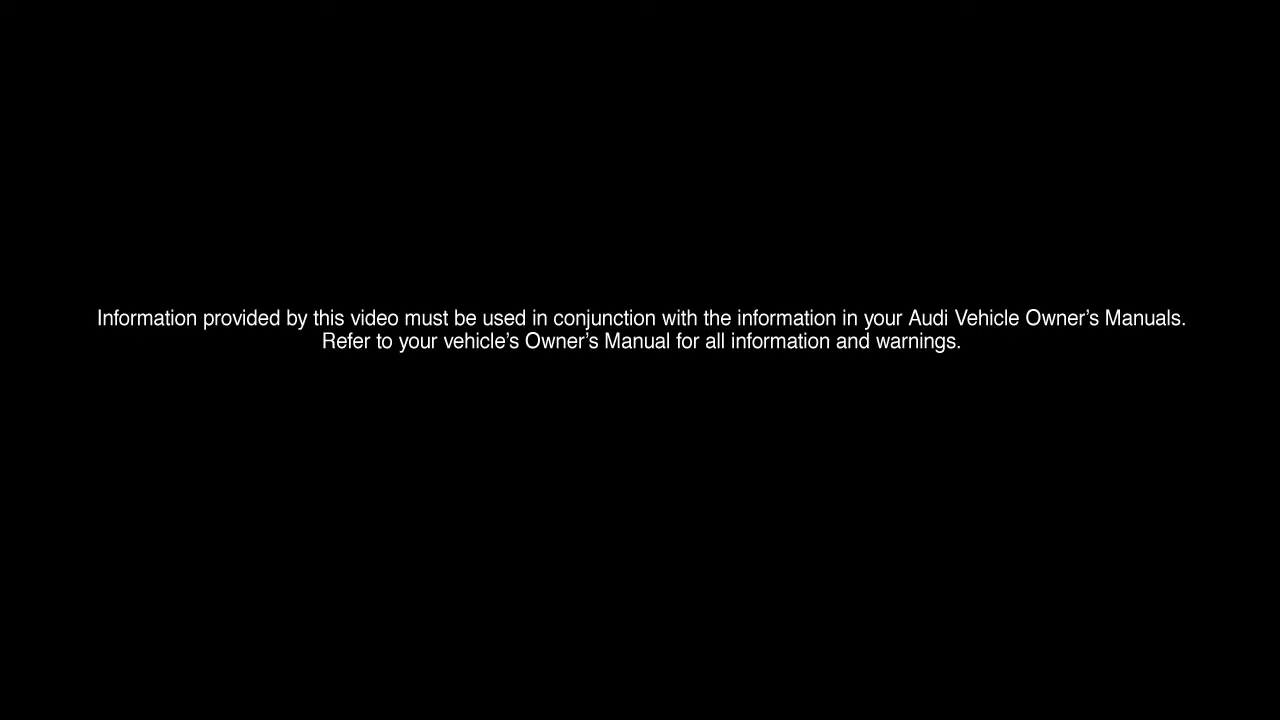 Information provided by this video must be used in conjunction with the information in your Audi Vehicle Owner’s Manuals.
Refer to your vehicle’s Owner’s Manual for all information and warnings.